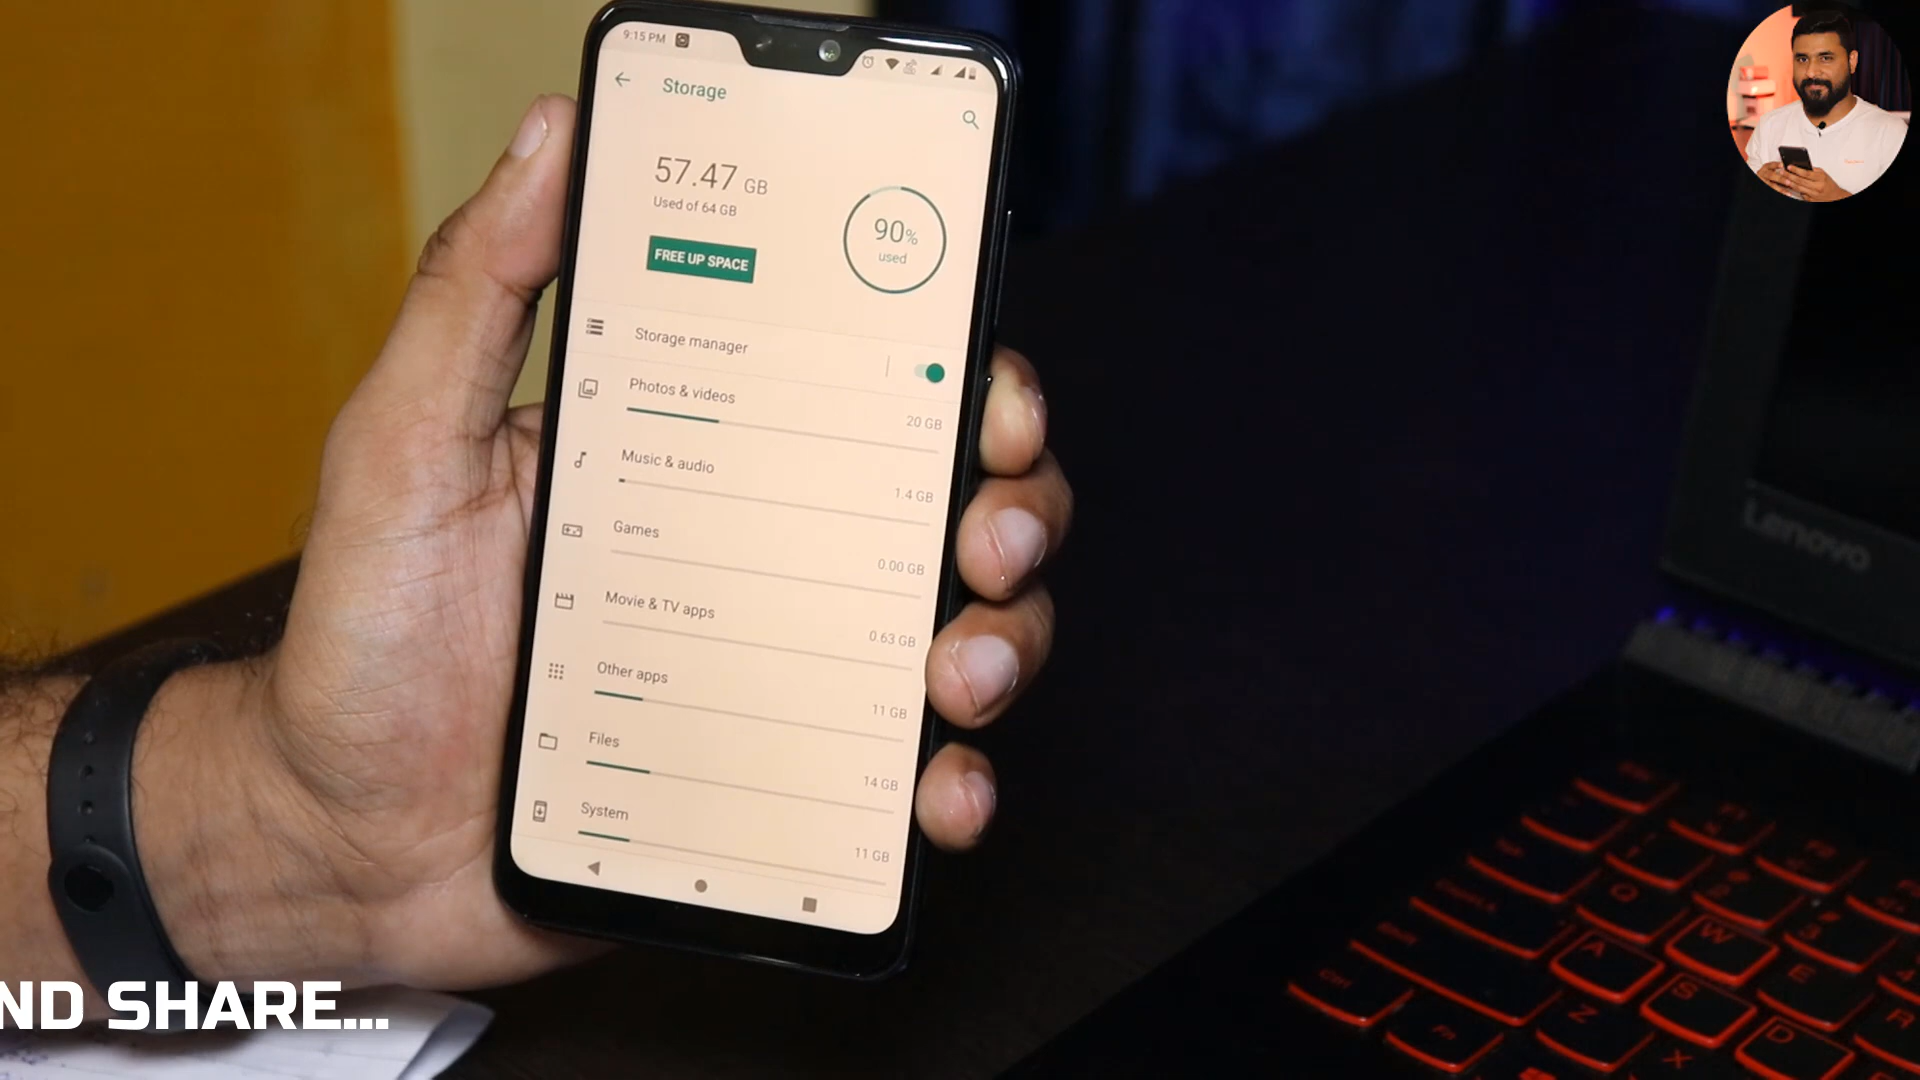 9:15 PM
Storage
57.47 GB
Used of 64 GB
90%
used
FREE UP SPACE
Storage manager
Photos & videos
20 GB
Music & audio
1.4 GB
Games
0.00 GB
Movie & TV apps
0.63 GB
Other apps
11 GB
Files
14 GB
System
11 GB
Lenovo
Q
W
A
S
D
E
R
Z
X
Ctrl
Fn
ND SHARE...